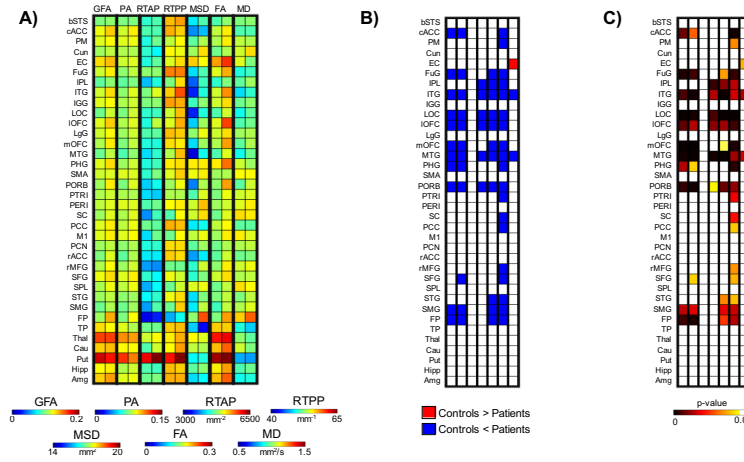 A)
GFA PA RTAP RTPP MSD FA MD
bSTS
cACC
PM
Cun
EC
FuG
IPL
ITG
IGG
LOC
lOFC
LgG
mOFC
MTG
PHG
SMA
PORB
PTRI
PERI
SC
PCC
M1
PCN
rACC
rMFG
SFG
SPL
STG
SMG
FP
TP
Thal
Cau
Put
Hipp
Amg
GFA
0 0.2
PA
0 0.15
RTAP
3000 mm⁻² 6500
RTPP
40 mm⁻¹ 65
MSD
14 mm² 20
FA
0 0.3
MD
0.5 mm²/s 1.5
B)
bSTS
cACC
PM
Cun
EC
FuG
IPL
ITG
IGG
LOC
lOFC
LgG
mOFC
MTG
PHG
SMA
PORB
PTRI
PERI
SC
PCC
M1
PCN
rACC
rMFG
SFG
SPL
STG
SMG
FP
TP
Thal
Cau
Put
Hipp
Amg
Controls > Patients
Controls < Patients
C)
bSTS
cACC
PM
Cun
EC
FuG
IPL
ITG
IGG
LOC
lOFC
LgG
mOFC
MTG
PHG
SMA
PORB
PTRI
PERI
SC
PCC
M1
PCN
rACC
rMFG
SFG
SPL
STG
SMG
FP
TP
Thal
Cau
Put
Hipp
Amg
p-value
0